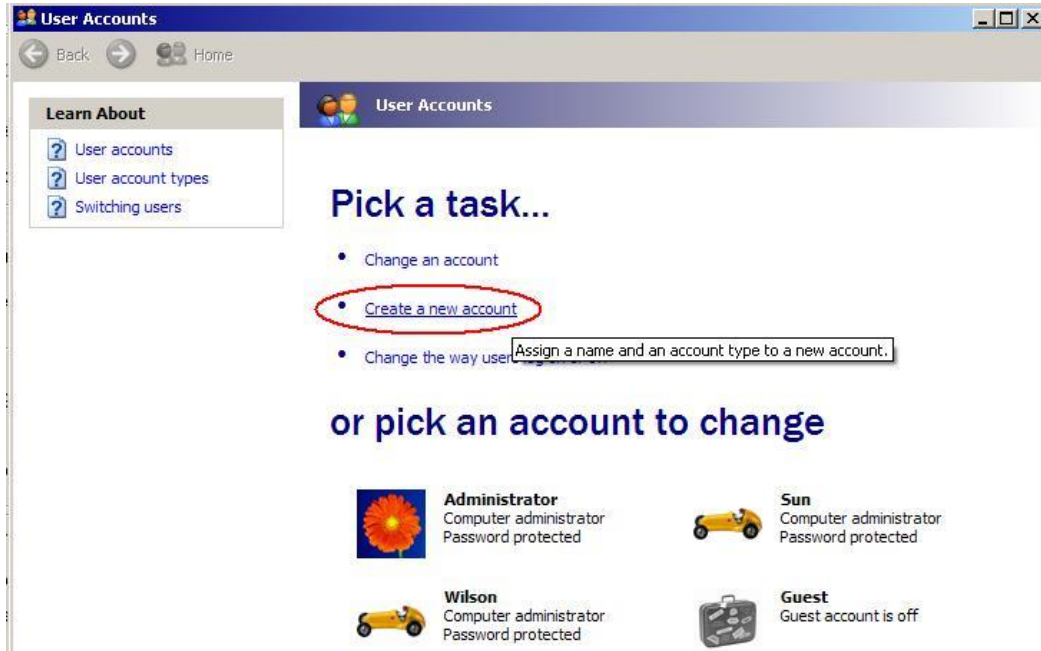 User Accounts
Back Home
Learn About
User accounts
User account types
Switching users
User Accounts
Pick a task...
Change an account
Create a new account
Assign a name and an account type to a new account.
Change the way users
or pick an account to change
Administrator
Computer administrator
Password protected
Sun
Computer administrator
Password protected
Wilson
Computer administrator
Password protected
Guest
Guest account is off